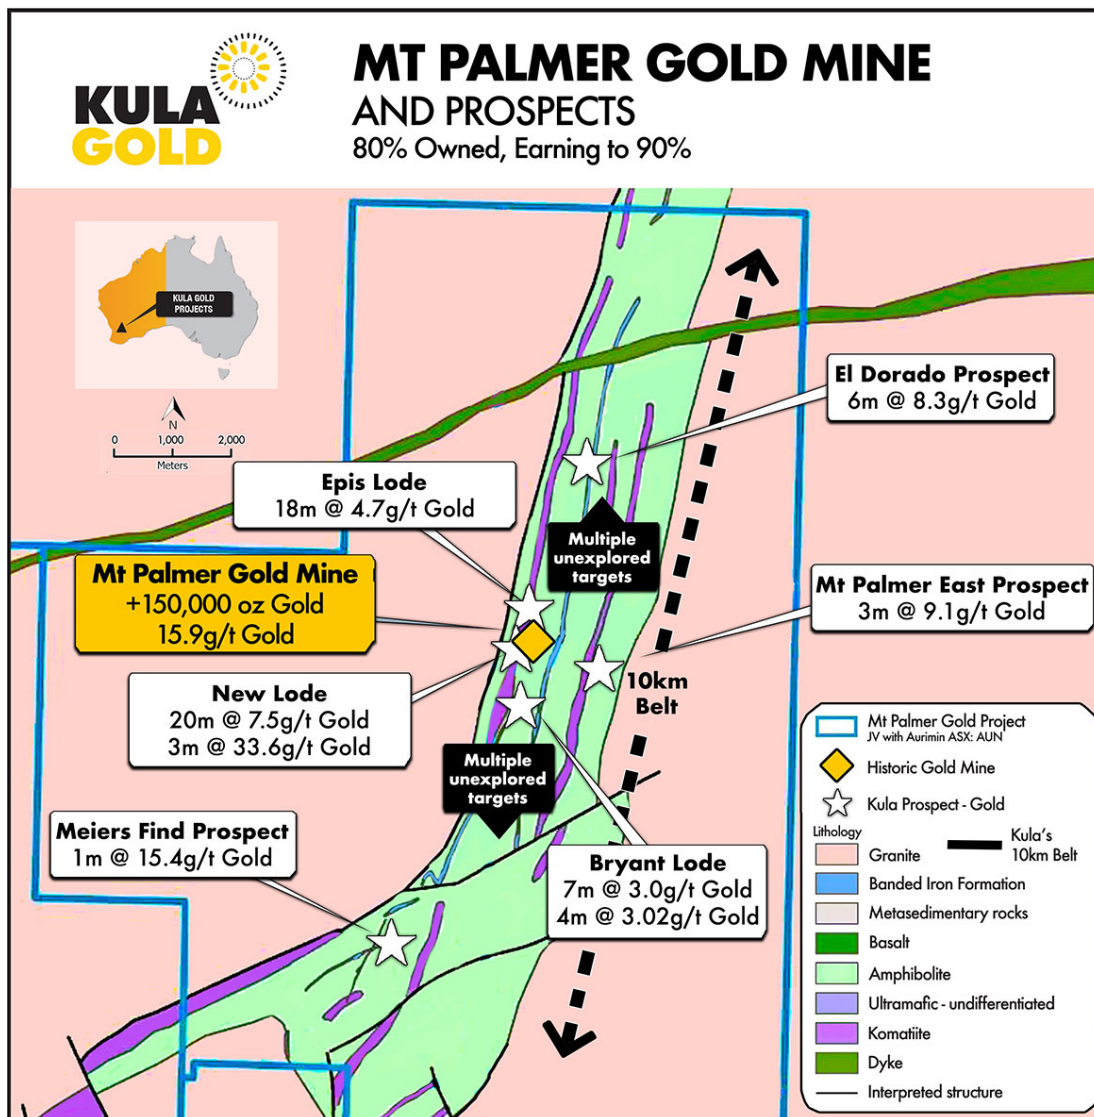 KULA
GOLD
MT PALMER GOLD MINE
AND PROSPECTS
80% Owned, Earning to 90%
KULA GOLD
PROJECTS
N
0 1,000 2,000
Meters
El Dorado Prospect
6m @ 8.3g/t Gold
Epis Lode
18m @ 4.7g/t Gold
Multiple
unexplored
targets
Mt Palmer Gold Mine
+150,000 oz Gold
15.9g/t Gold
Mt Palmer East Prospect
3m @ 9.1g/t Gold
New Lode
20m @ 7.5g/t Gold
3m @ 33.6g/t Gold
10km
Belt
Multiple
unexplored
targets
Meiers Find Prospect
1m @ 15.4g/t Gold
Bryant Lode
7m @ 3.0g/t Gold
4m @ 3.02g/t Gold
Mt Palmer Gold Project
JV with Aurimin ASX: AUN
Historic Gold Mine
Kula Prospect - Gold
Lithology
Granite
Kula's
10km Belt
Banded Iron Formation
Metasedimentary rocks
Basalt
Amphibolite
Ultramafic - undifferentiated
Komatiite
Dyke
Interpreted structure